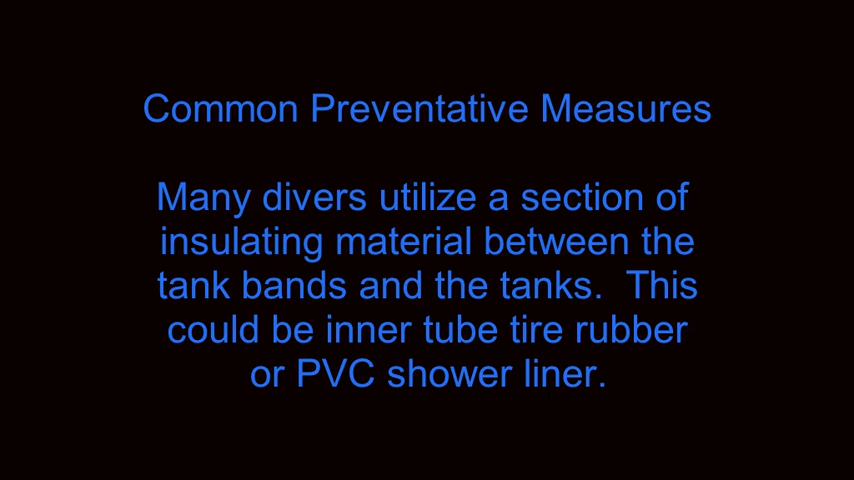 Common Preventative Measures
Many divers utilize a section of
insulating material between the
tank bands and the tanks.  This
could be inner tube tire rubber
or PVC shower liner.